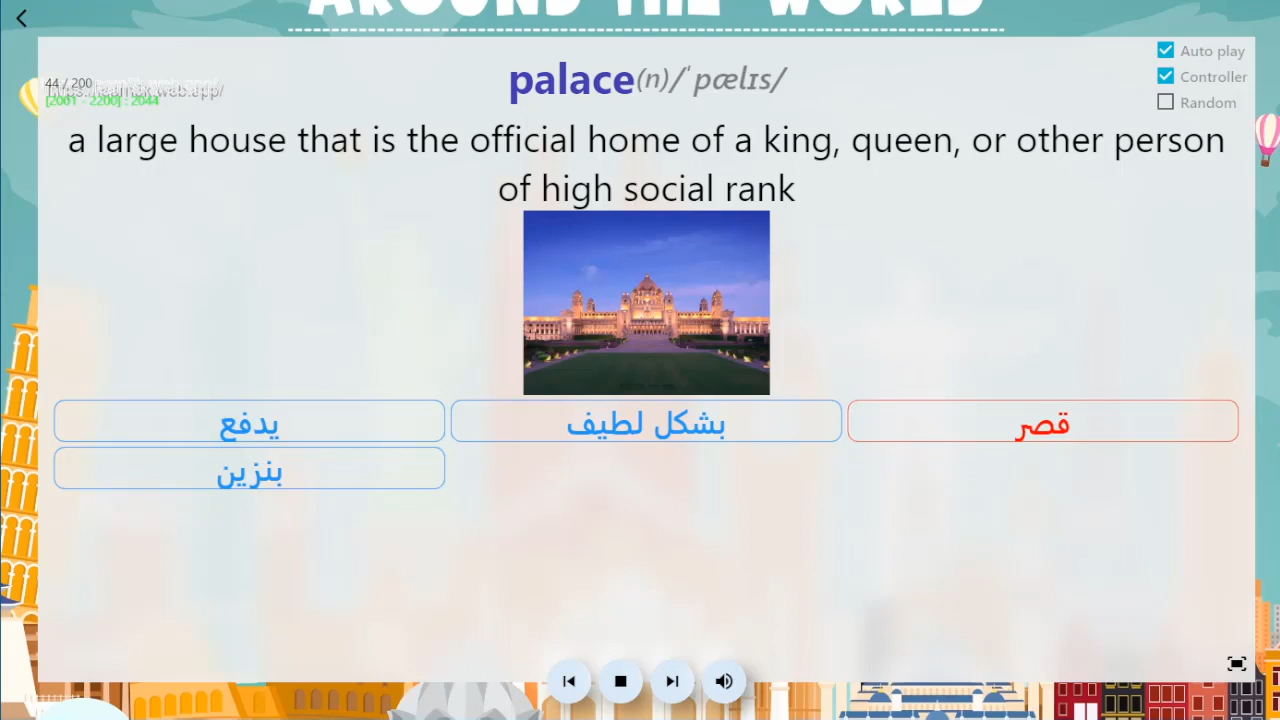 AROUND THE WORLD
44 / 200
[2001 - 2200] : 2044
palace(n)/ˈpælɪs/
Auto play
Controller
Random
a large house that is the official home of a king, queen, or other person
of high social rank
يدفع
بشكل لطيف
قصر
بنزين